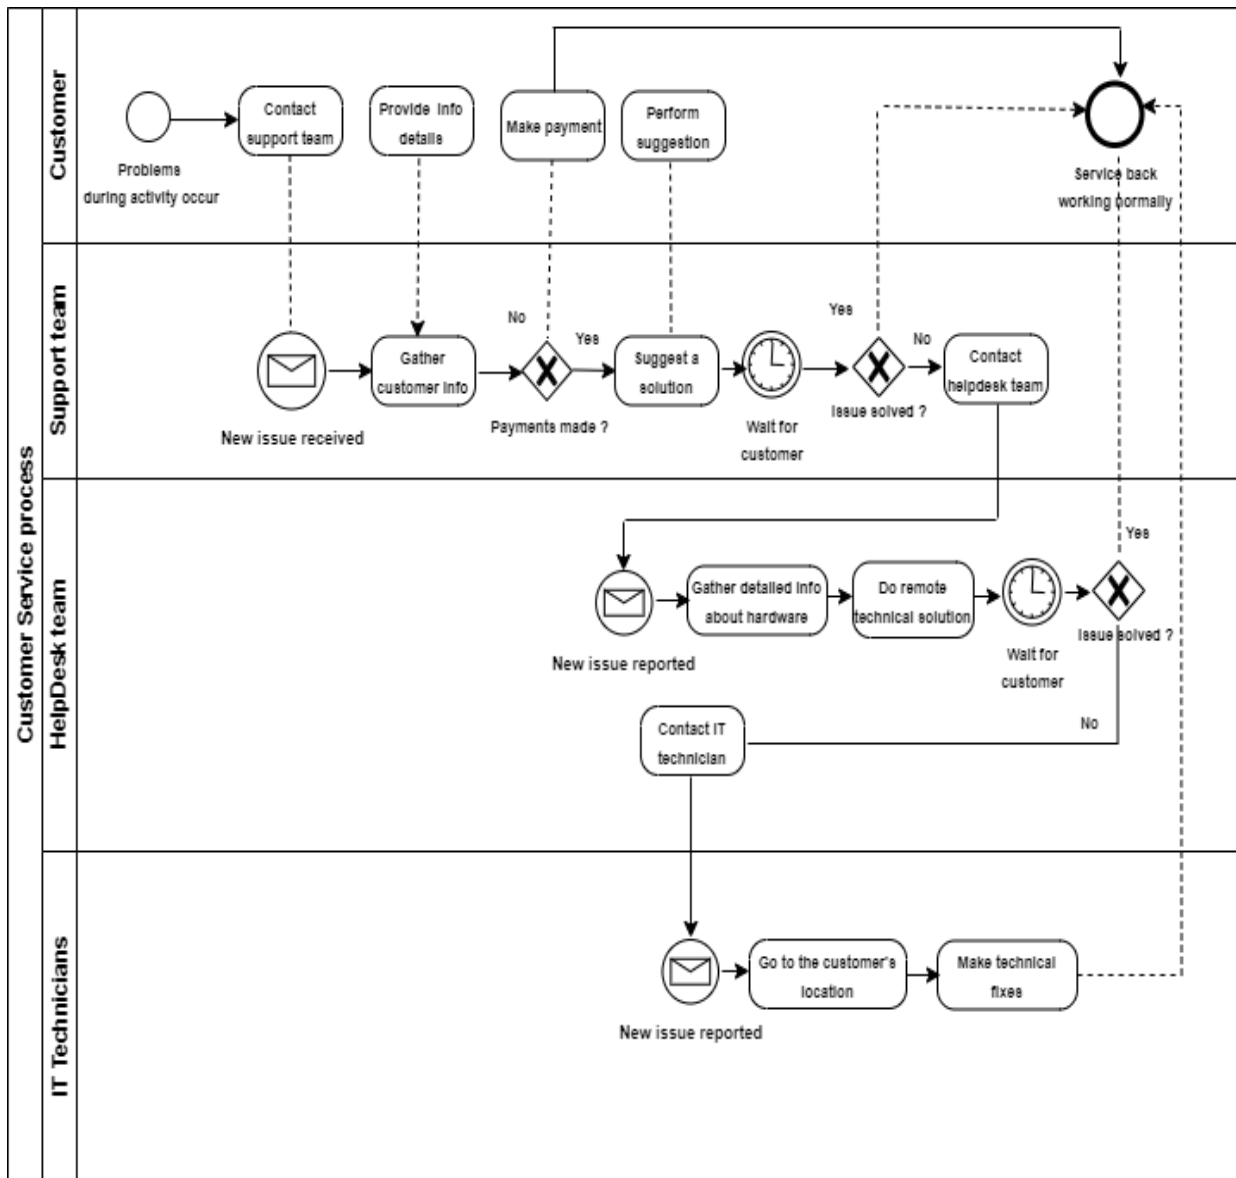 Customer Service process
Customer
Problems
during activity occur
Contact
support team
Provide Info
details
Make payment
Perform
suggestion
Service back
working normally
Support team
New issue received
Gather
customer info
No
Yes
Payments made ?
Suggest a
solution
Wait for
customer
Yes
No
Issue solved ?
Contact
helpdesk team
HelpDesk team
New issue reported
Gather detailed info
about hardware
Do remote
technical solution
Wait for
customer
Yes
Issue solved ?
No
Contact IT
technician
IT Technicians
New issue reported
Go to the customer's
location
Make technical
fixes